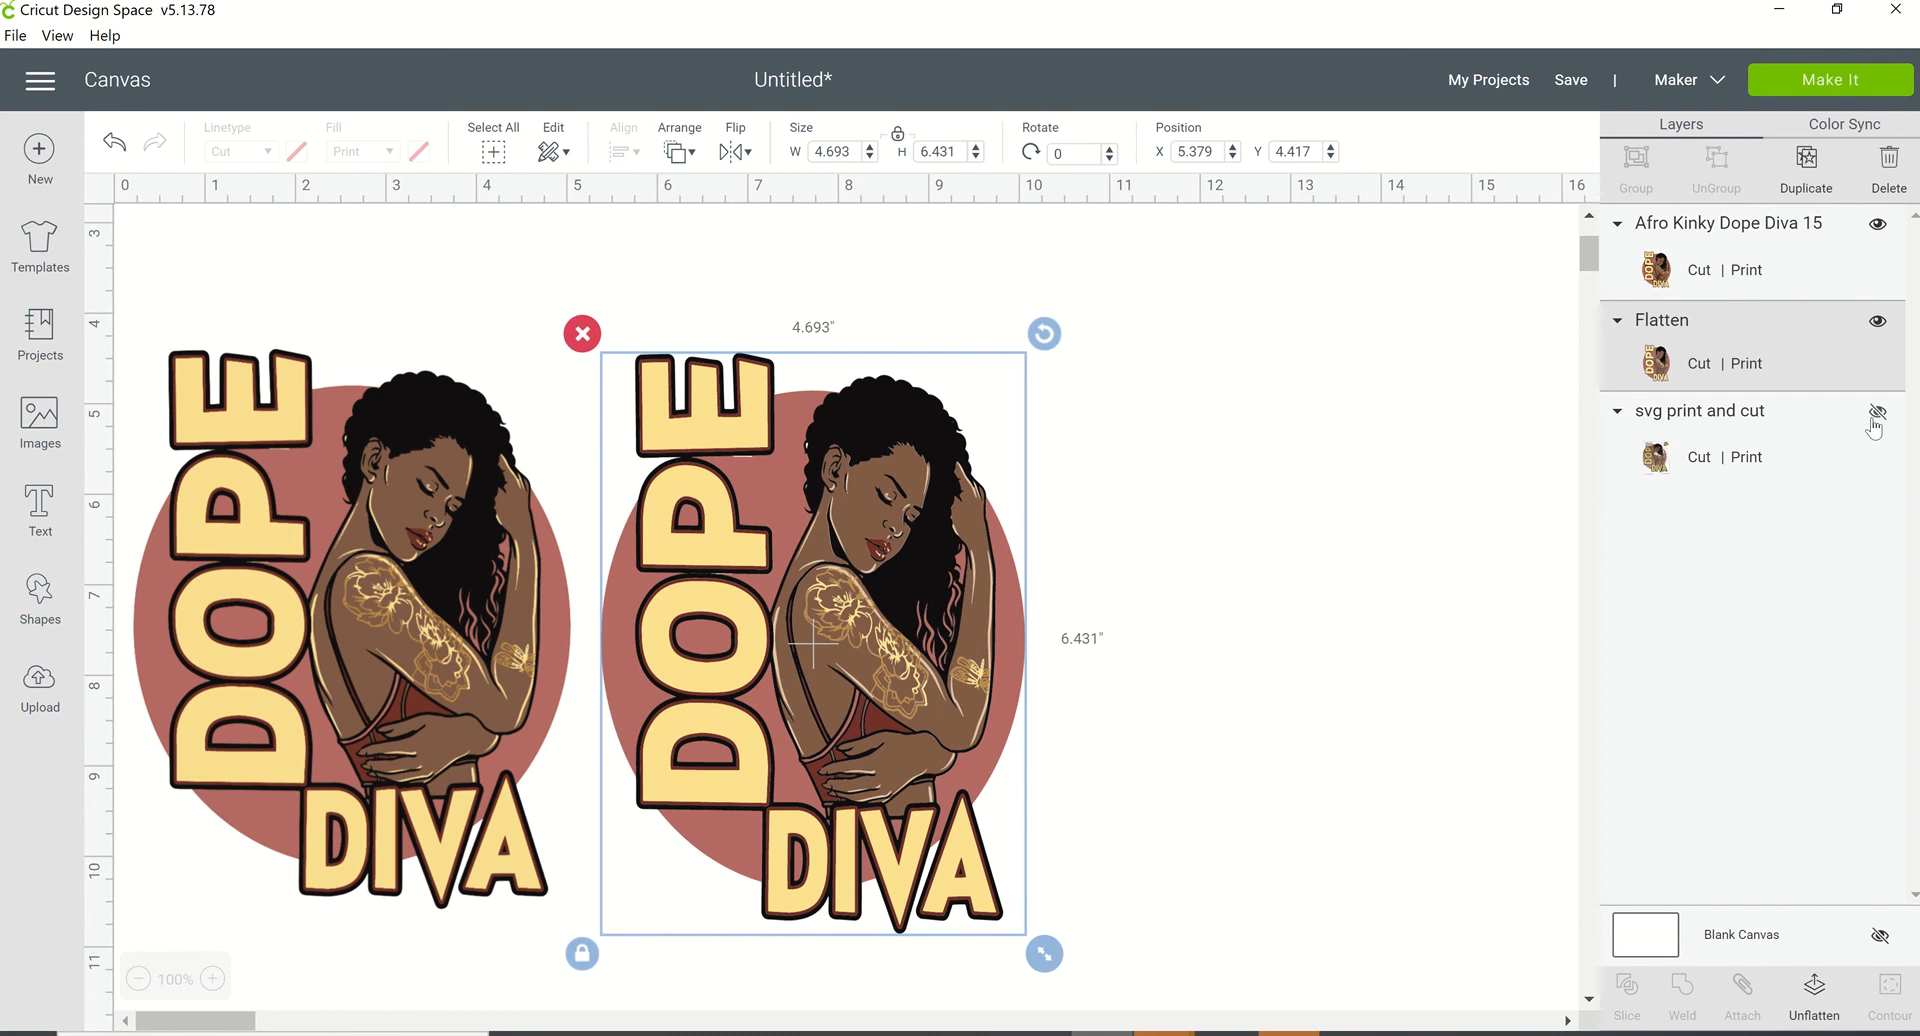 Cricut Design Space v5.13.78
File View Help
Canvas
Untitled*
My Projects Save | Maker Make It
Linetype Fill Select All Edit Align Arrange Flip Size Rotate Position
Cut Print W 4.693 H 6.431 0 X 5.379 Y 4.417
Layers Color Sync
Group UnGroup Duplicate Delete
0 1 2 3 4 5 6 7 8 9 10 11 12 13 14 15 16
3 4 5 6 7 8 9 10 11
New
Templates
Projects
Images
Text
Shapes
Upload
4.693"
6.431"
DOPE
DIVA
DOPE
DIVA
100%
Afro Kinky Dope Diva 15
Cut | Print
Flatten
Cut | Print
svg print and cut
Cut | Print
Blank Canvas
Slice Weld Attach Unflatten Contour